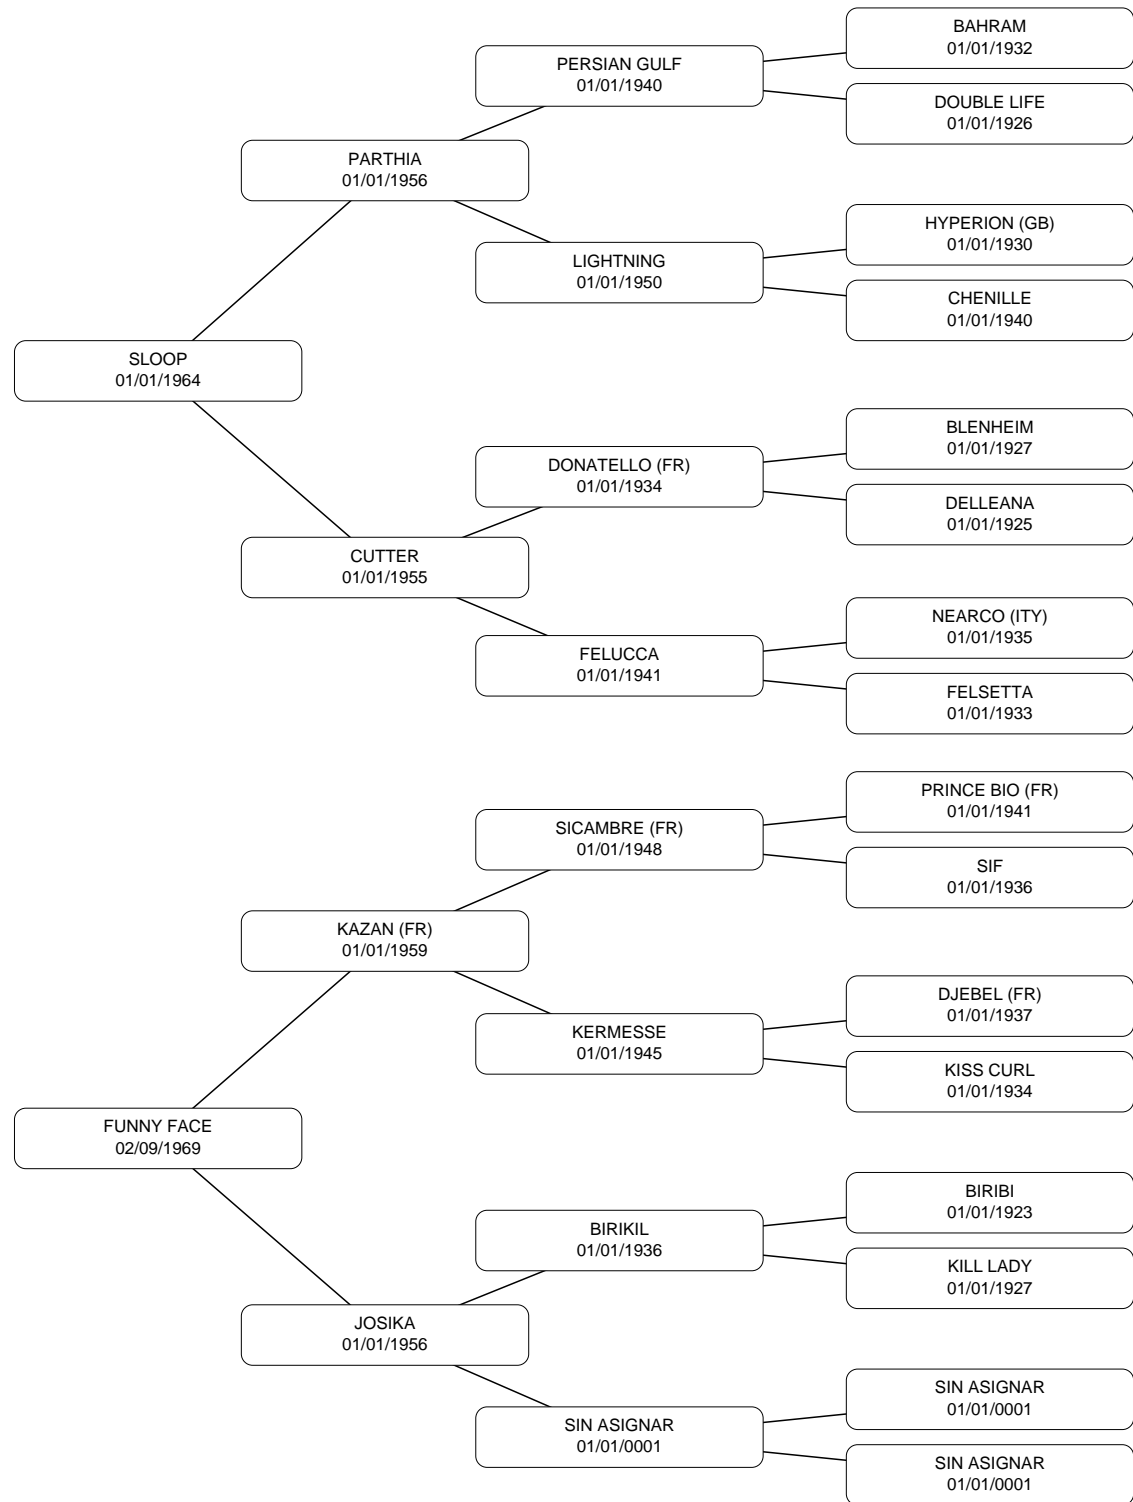 BAHRAM
01/01/1932
PERSIAN GULF
01/01/1940
DOUBLE LIFE
01/01/1926
PARTHIA
01/01/1956
HYPERION (GB)
01/01/1930
LIGHTNING
01/01/1950
CHENILLE
01/01/1940
SLOOP
01/01/1964
BLENHEIM
01/01/1927
DONATELLO (FR)
01/01/1934
DELLEANA
01/01/1925
CUTTER
01/01/1955
NEARCO (ITY)
01/01/1935
FELUCCA
01/01/1941
FELSETTA
01/01/1933
PRINCE BIO (FR)
01/01/1941
SICAMBRE (FR)
01/01/1948
SIF
01/01/1936
KAZAN (FR)
01/01/1959
DJEBEL (FR)
01/01/1937
KERMESSE
01/01/1945
KISS CURL
01/01/1934
FUNNY FACE
02/09/1969
BIRIBI
01/01/1923
BIRIKIL
01/01/1936
KILL LADY
01/01/1927
JOSIKA
01/01/1956
SIN ASIGNAR
01/01/0001
SIN ASIGNAR
01/01/0001
SIN ASIGNAR
01/01/0001